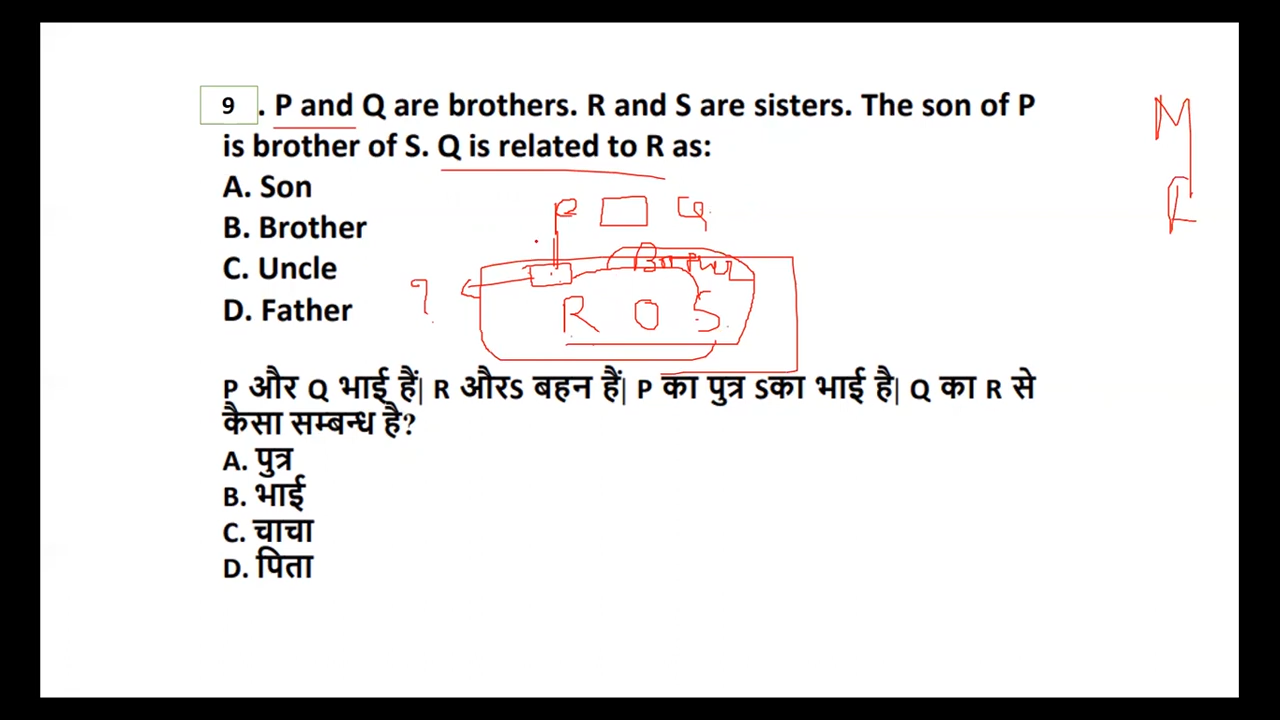 9 . P and Q are brothers. R and S are sisters. The son of P
is brother of S. Q is related to R as:
A. Son
B. Brother
C. Uncle
D. Father
M
P Q
Brother
R O S
P और Q भाई हैं| R औरS बहन हैं| P का पुत्र Sका भाई है| Q का R से
कैसा सम्बन्ध है?
A. पुत्र
B. भाई
C. चाचा
D. पिता